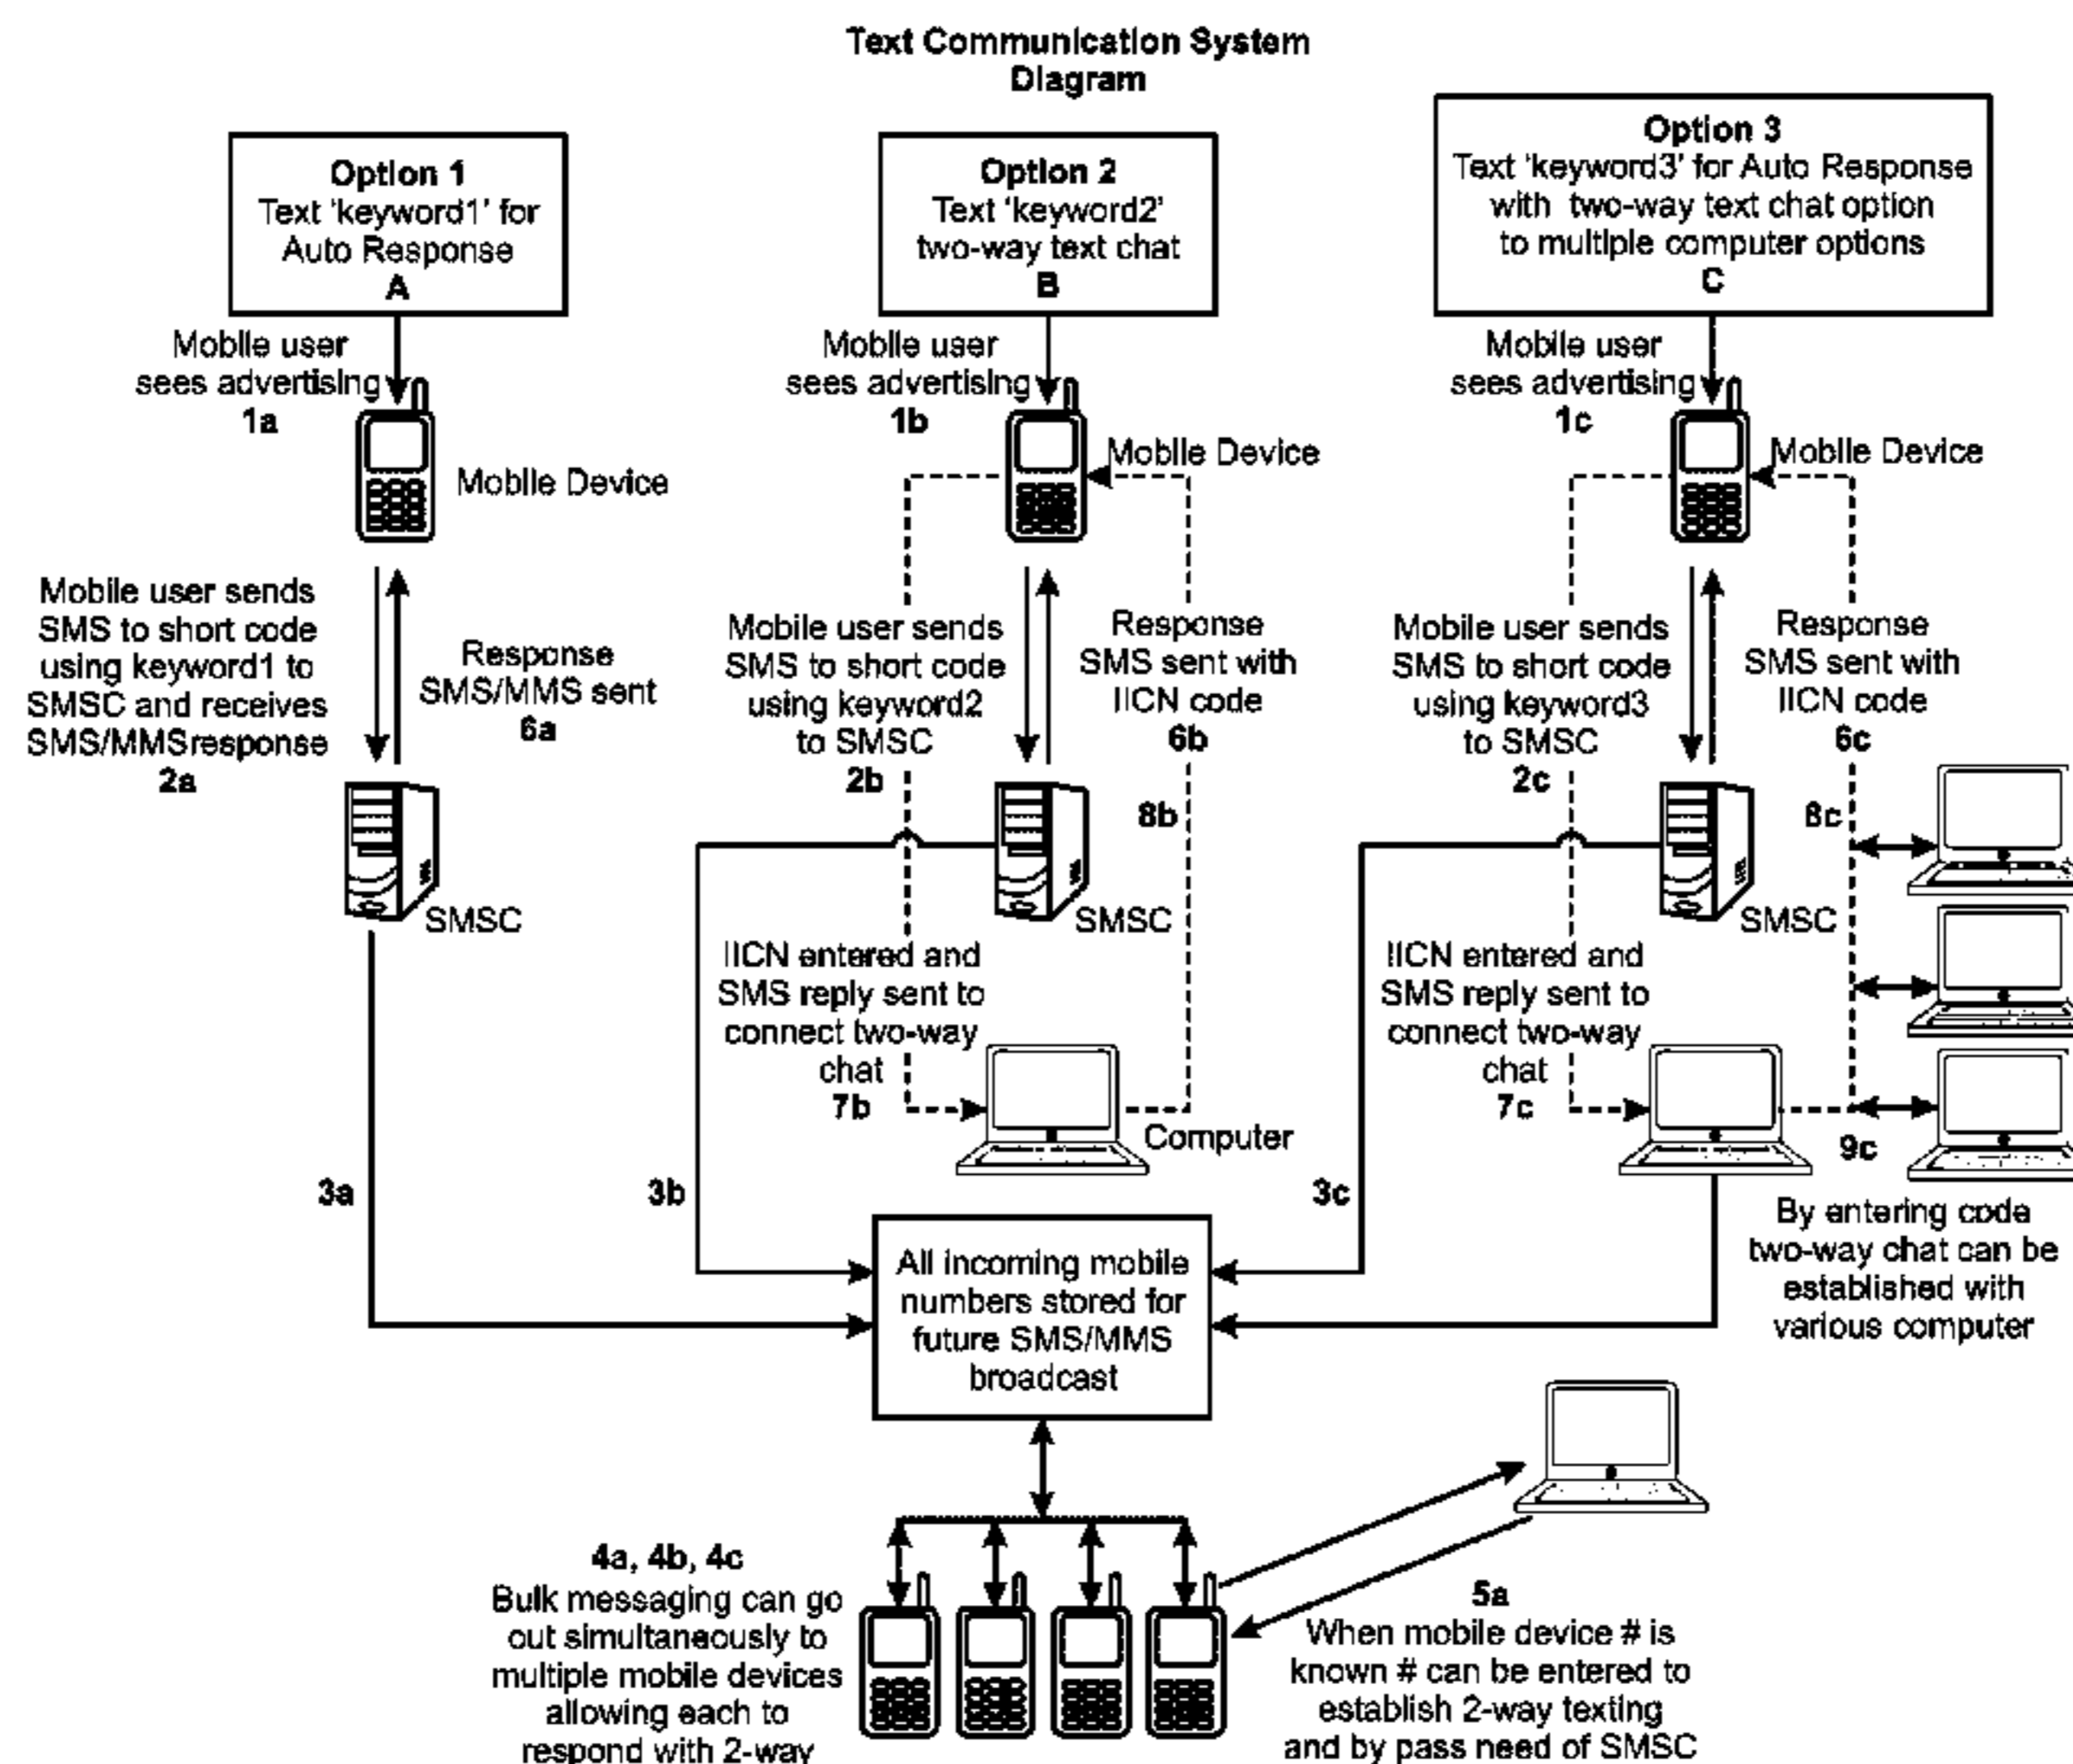 Text Communication System
Diagram
Option 1
Text 'keyword1' for
Auto Response
A
Option 2
Text 'keyword2'
two-way text chat
B
Option 3
Text 'keyword3' for Auto Response
with two-way text chat option
to multiple computer options
C
Mobile user
sees advertising
1a
Mobile Device
Mobile user
sees advertising
1b
Mobile Device
Mobile user
sees advertising
1c
Mobile Device
Mobile user sends
SMS to short code
using keyword1 to
SMSC and receives
SMS/MMSresponse
2a
Response
SMS/MMS sent
6a
SMSC
Mobile user sends
SMS to short code
using keyword2
to SMSC
2b
Response
SMS sent with
IICN code
6b
8b
SMSC
Mobile user sends
SMS to short code
using keyword3
to SMSC
2c
Response
SMS sent with
IICN code
6c
8c
SMSC
IICN entered and
SMS reply sent to
connect two-way
chat
7b
Computer
IICN entered and
SMS reply sent to
connect two-way
chat
7c
9c
3a
3b
3c
By entering code
two-way chat can be
established with
various computer
All incoming mobile
numbers stored for
future SMS/MMS
broadcast
4a, 4b, 4c
Bulk messaging can go
out simultaneously to
multiple mobile devices
allowing each to
respond with 2-way
5a
When mobile device # is
known # can be entered to
establish 2-way texting
and by pass need of SMSC